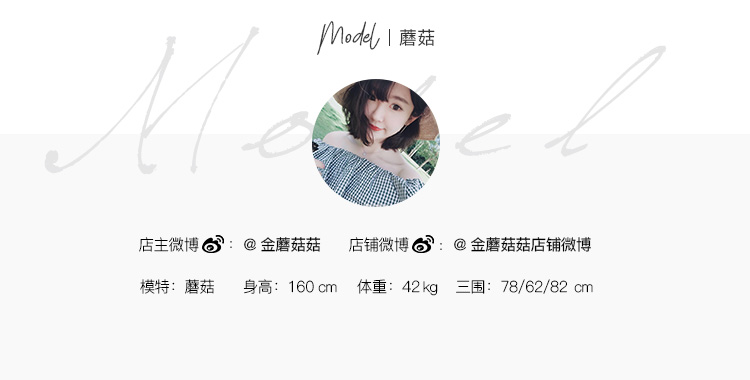 Model | 蘑菇
Model
店主微博：@金蘑菇菇 店铺微博：@金蘑菇菇店铺微博
模特：蘑菇 身高：160 cm 体重：42kg 三围：78/62/82 cm